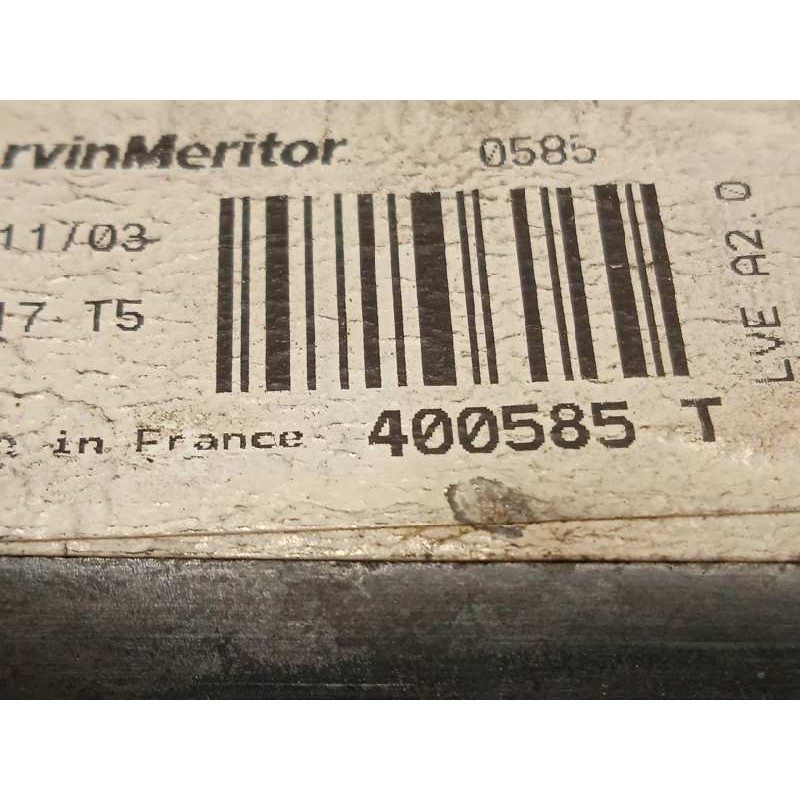 rvinMeritor 0585
11/03
17 T5
e in France 400585 T
LVE A2.0